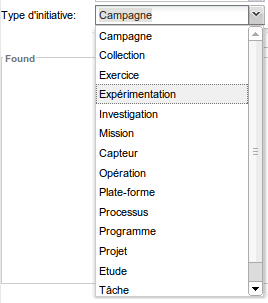 Type d'initiative: Campagne
Campagne
Collection
Found
Exercice
Expérimentation
Investigation
Mission
Capteur
Opération
Plate-forme
Processus
Programme
Projet
Etude
Tâche